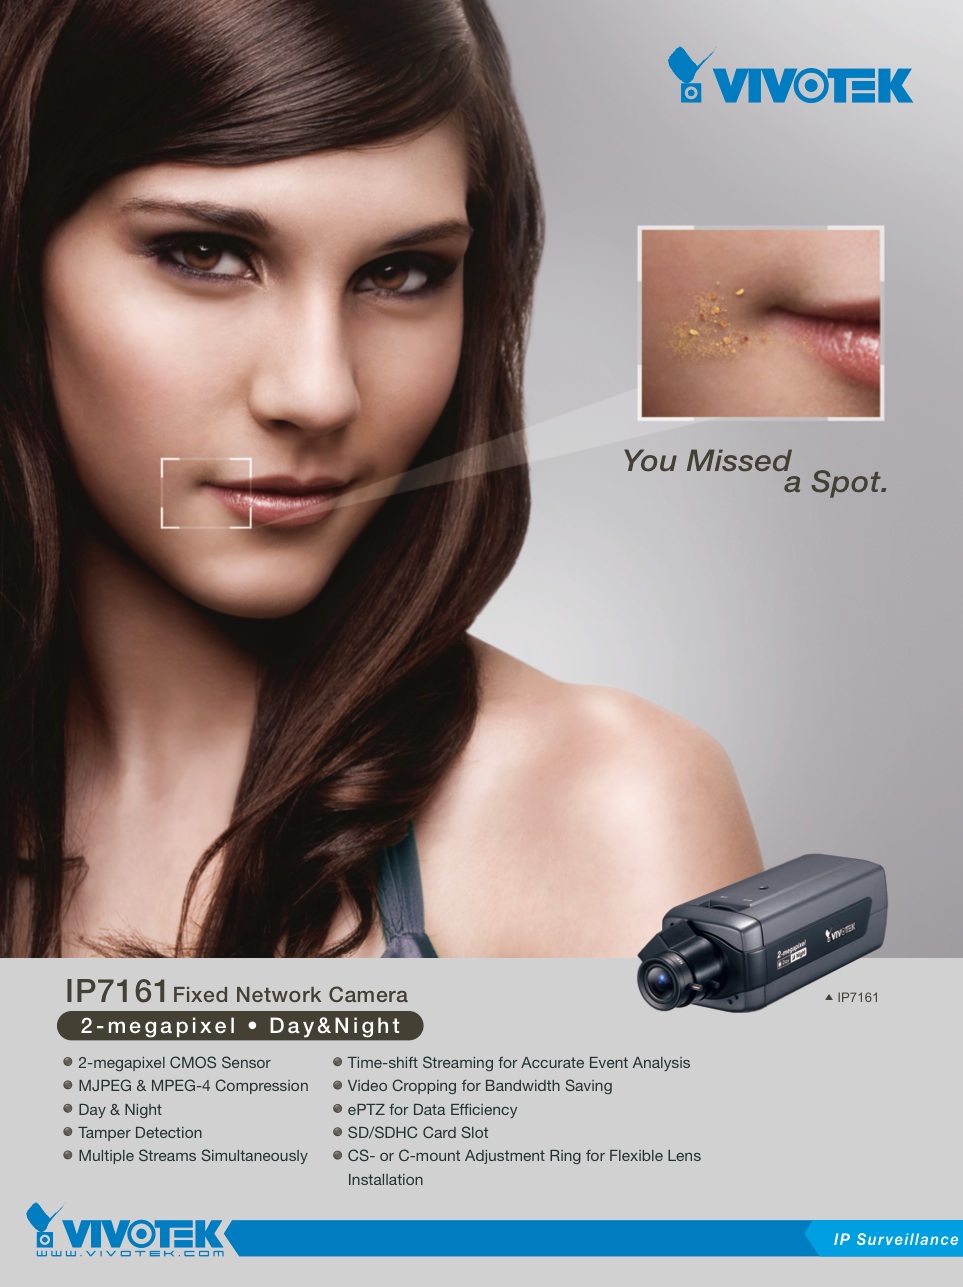 VIVOTEK
You Missed
a Spot.
2-megapixel
VIVOTEK
IP7161
IP7161 Fixed Network Camera
2-megapixel • Day&Night
2-megapixel CMOS Sensor
MJPEG & MPEG-4 Compression
Day & Night
Tamper Detection
Multiple Streams Simultaneously
Time-shift Streaming for Accurate Event Analysis
Video Cropping for Bandwidth Saving
ePTZ for Data Efficiency
SD/SDHC Card Slot
CS- or C-mount Adjustment Ring for Flexible Lens
Installation
VIVOTEK
www.vivotek.com
IP Surveillance